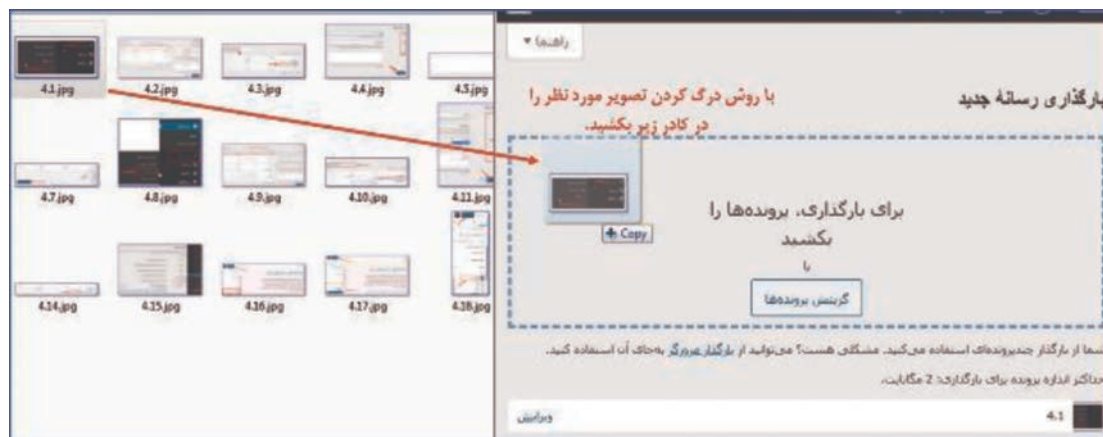 4.1.jpg
4.2.jpg
4.3.jpg
4.4.jpg
4.5.jpg
4.7.jpg
4.8.jpg
4.9.jpg
4.10.jpg
4.11.jpg
4.14.jpg
4.15.jpg
4.16.jpg
4.17.jpg
4.18.jpg
راهنما
بارگذاری رسانهٔ جدید
با روش درگ کردن تصویر مورد نظر را
در کادر زیر بکشید.
برای بارگذاری، پرونده‌ها را
بکشید
Copy
یا
گزینش پرونده‌ها
شما از بارگذار چندپرونده‌ای استفاده می‌کنید. مشکلی هست؟ می‌توانید از بارگذار مرورگر به‌جای آن استفاده کنید.
حداکثر اندازهٔ پرونده برای بارگذاری: 2 مگابایت.
4.1
ویرایش